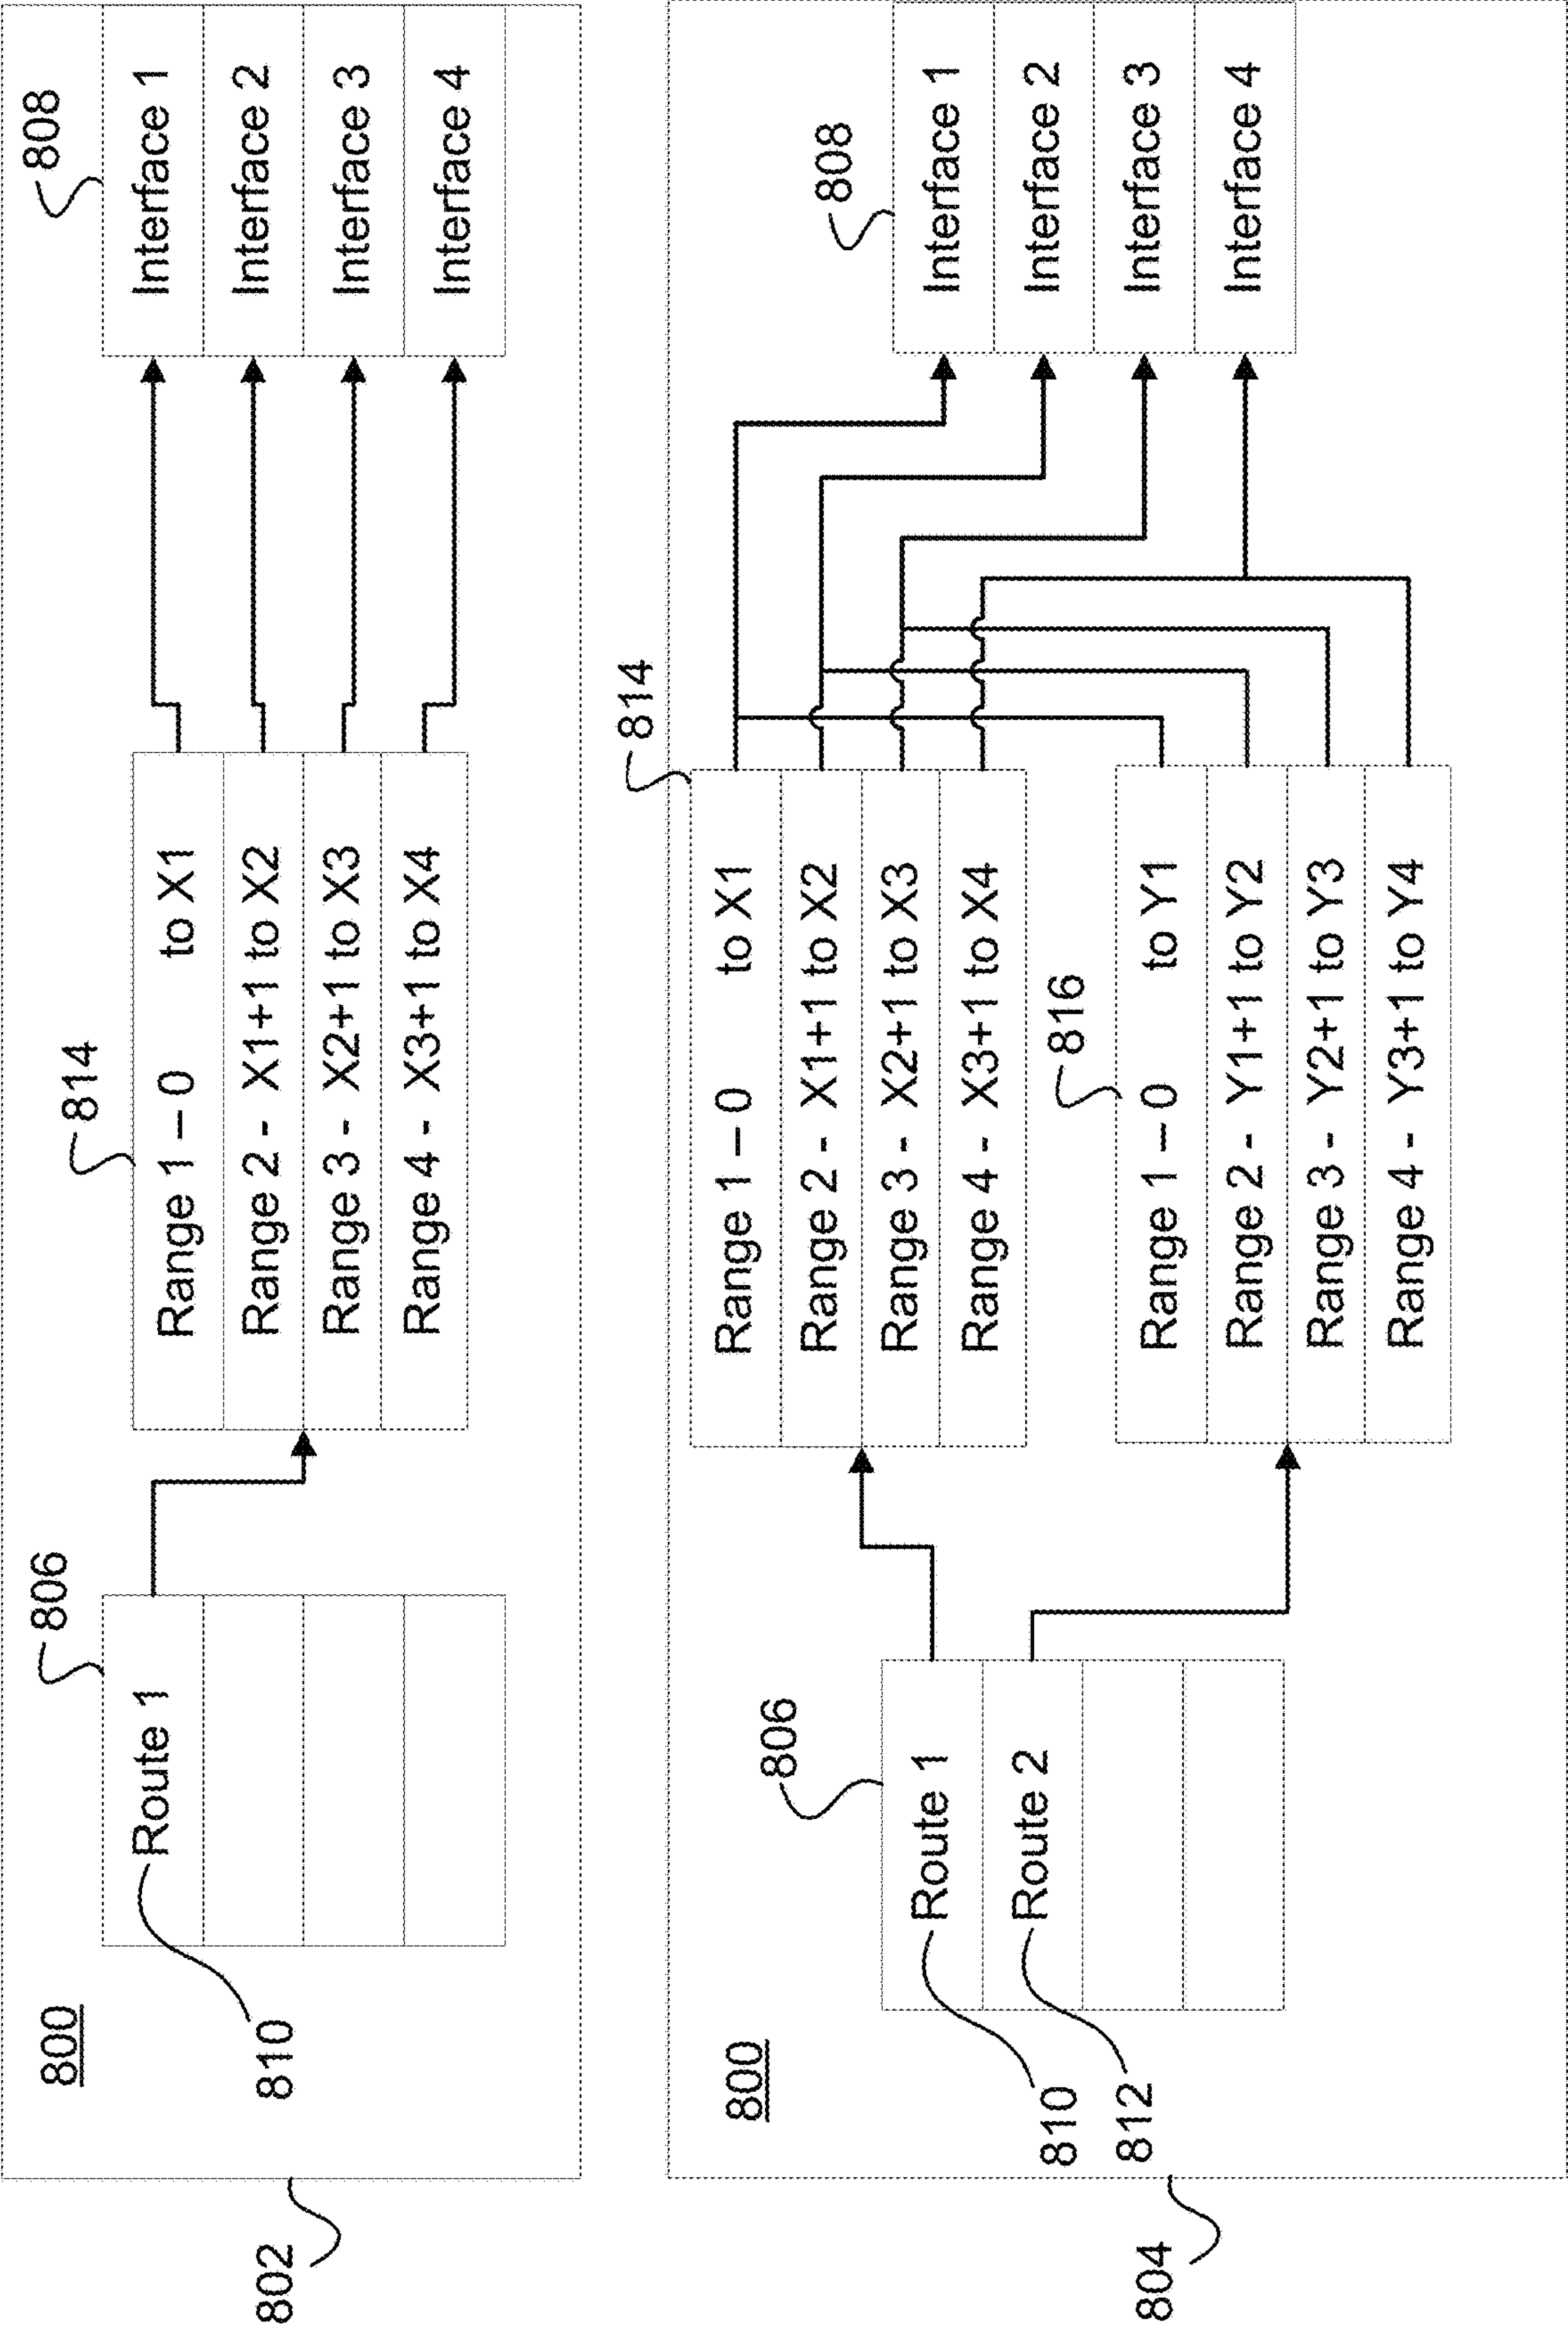 800
806
814
808
Route 1
810
Range 1 – 0 to X1
Range 2 - X1+1 to X2
Range 3 - X2+1 to X3
Range 4 - X3+1 to X4
Interface 1
Interface 2
Interface 3
Interface 4
802
800
806
814
808
Route 1
Route 2
810
812
Range 1 – 0 to X1
Range 2 - X1+1 to X2
Range 3 - X2+1 to X3
Range 4 - X3+1 to X4
816
Range 1 – 0 to Y1
Range 2 - Y1+1 to Y2
Range 3 - Y2+1 to Y3
Range 4 - Y3+1 to Y4
Interface 1
Interface 2
Interface 3
Interface 4
804